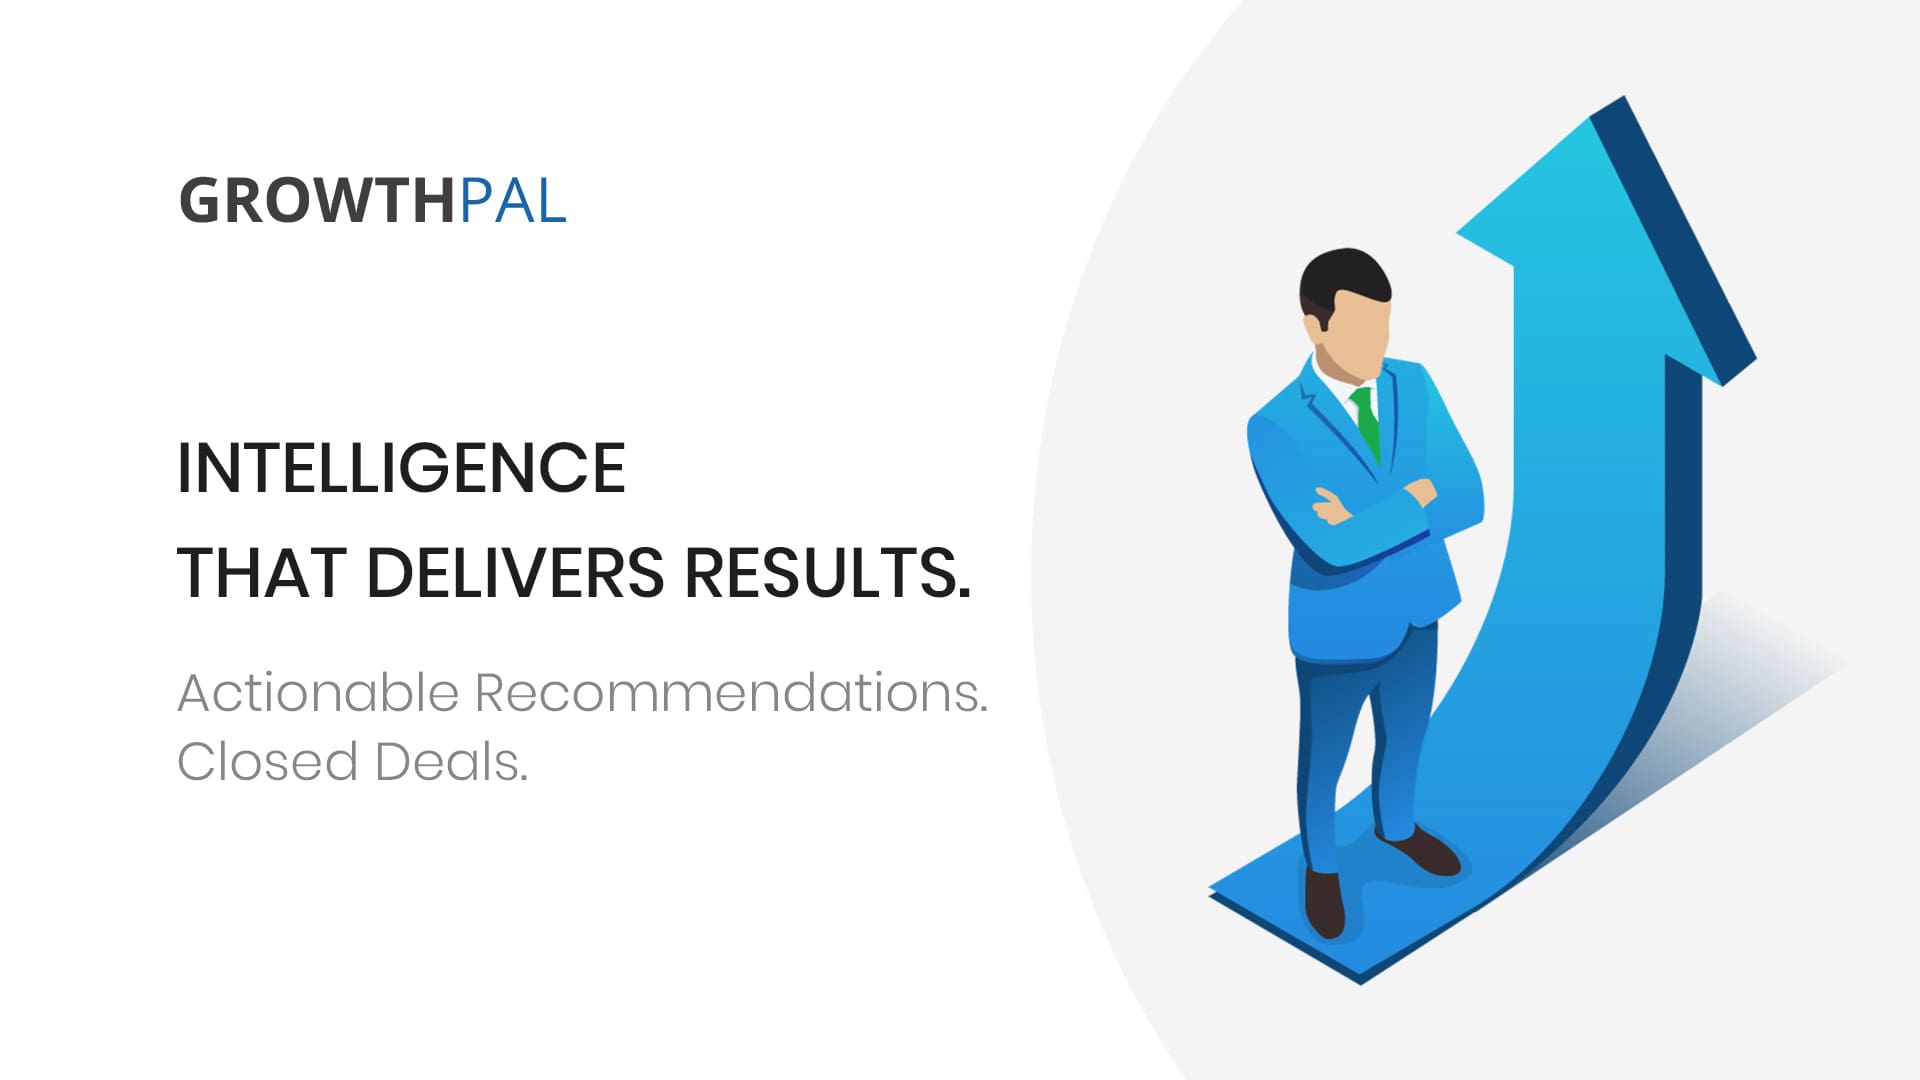 GROWTHPAL
INTELLIGENCE
THAT DELIVERS RESULTS.
Actionable Recommendations.
Closed Deals.